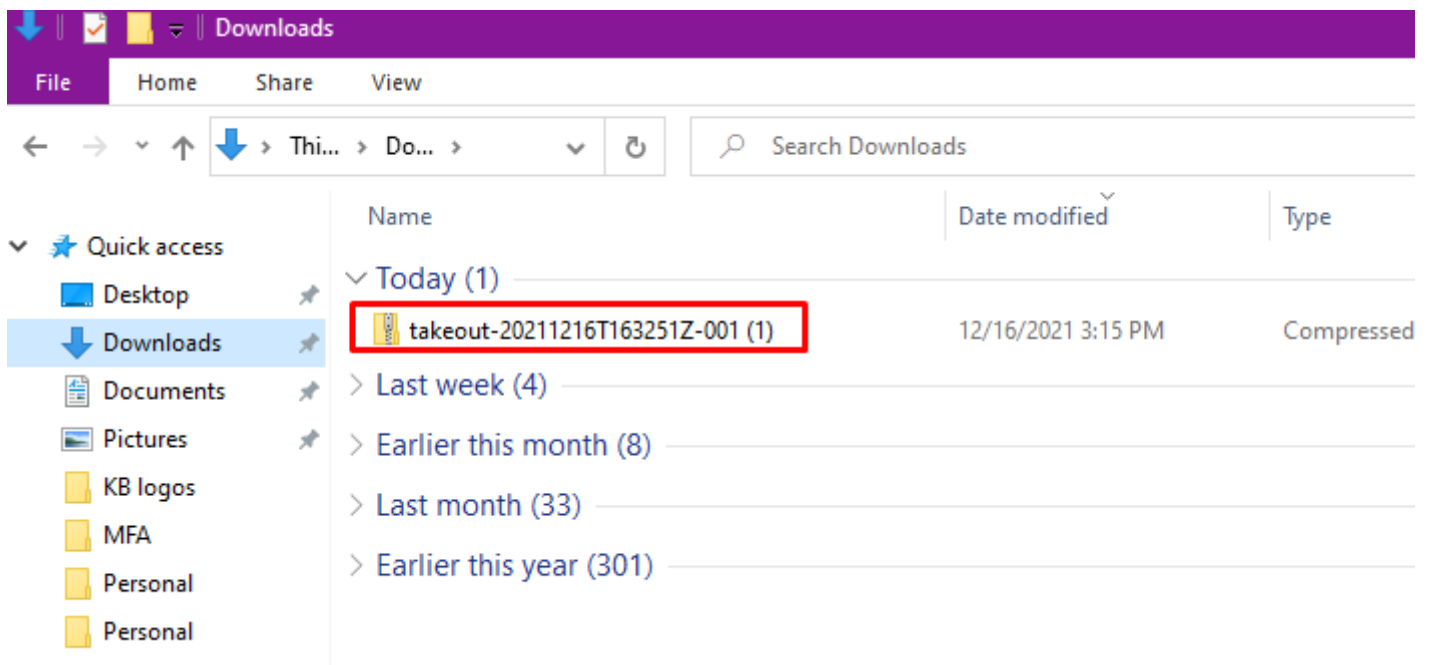 Downloads
File Home Share View
Thi... Do... Search Downloads
Name Date modified Type
Quick access
Desktop
Downloads
Documents
Pictures
KB logos
MFA
Personal
Personal
Today (1)
takeout-20211216T163251Z-001 (1) 12/16/2021 3:15 PM Compressed
Last week (4)
Earlier this month (8)
Last month (33)
Earlier this year (301)